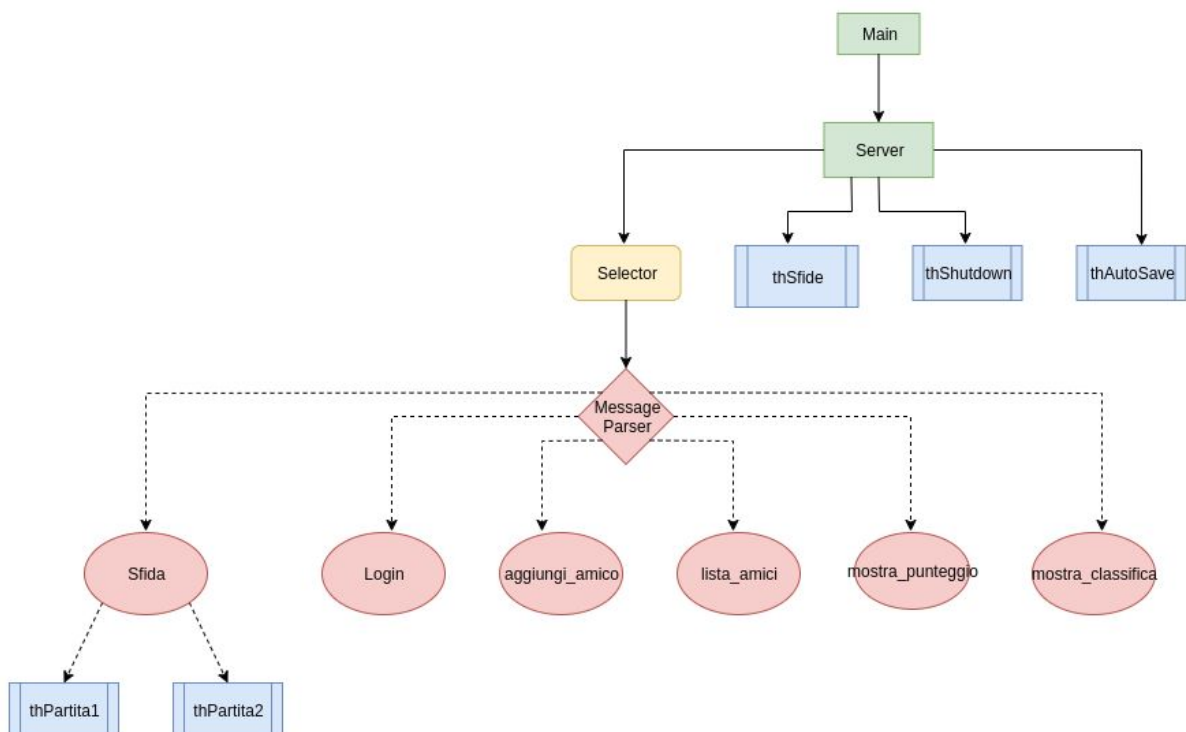 Main
Server
Selector
thSfide
thShutdown
thAutoSave
Message
Parser
Sfida
Login
aggiungi_amico
lista_amici
mostra_punteggio
mostra_classifica
thPartita1
thPartita2